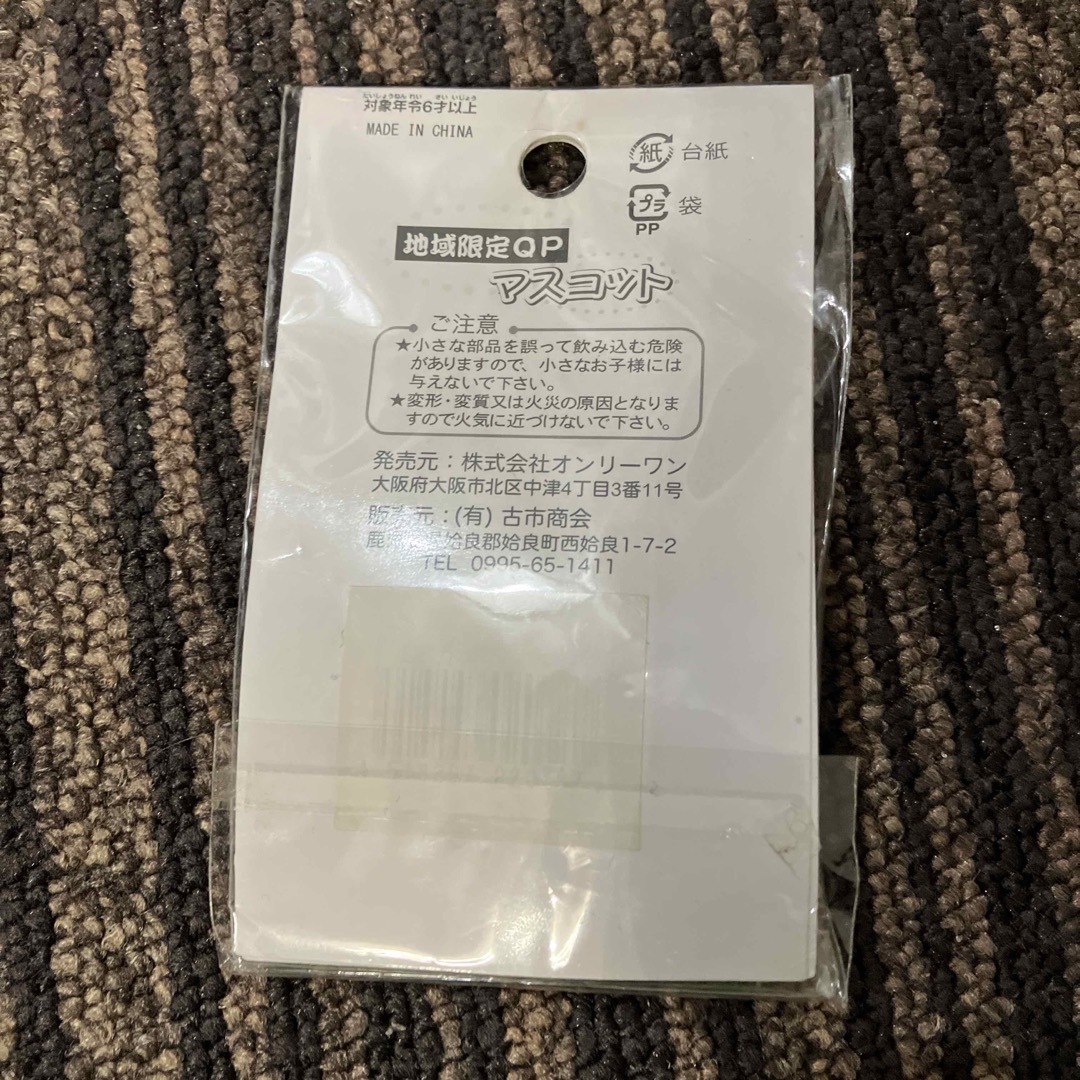 たいしょうねんれい さい いじょう
対象年令6才以上
MADE IN CHINA
紙 台紙
プラ 袋
PP
地域限定QP
マスコット
ご注意
★小さな部品を誤って飲み込む危険
がありますので、小さなお子様には
与えないで下さい。
★変形・変質又は火災の原因となりま
すので火気に近づけないで下さい。
発売元：株式会社オンリーワン
大阪府大阪市北区中津4丁目3番11号
販売元：(有) 古市商会
鹿児島県姶良郡姶良町西姶良1-7-2
TEL 0995-65-1411